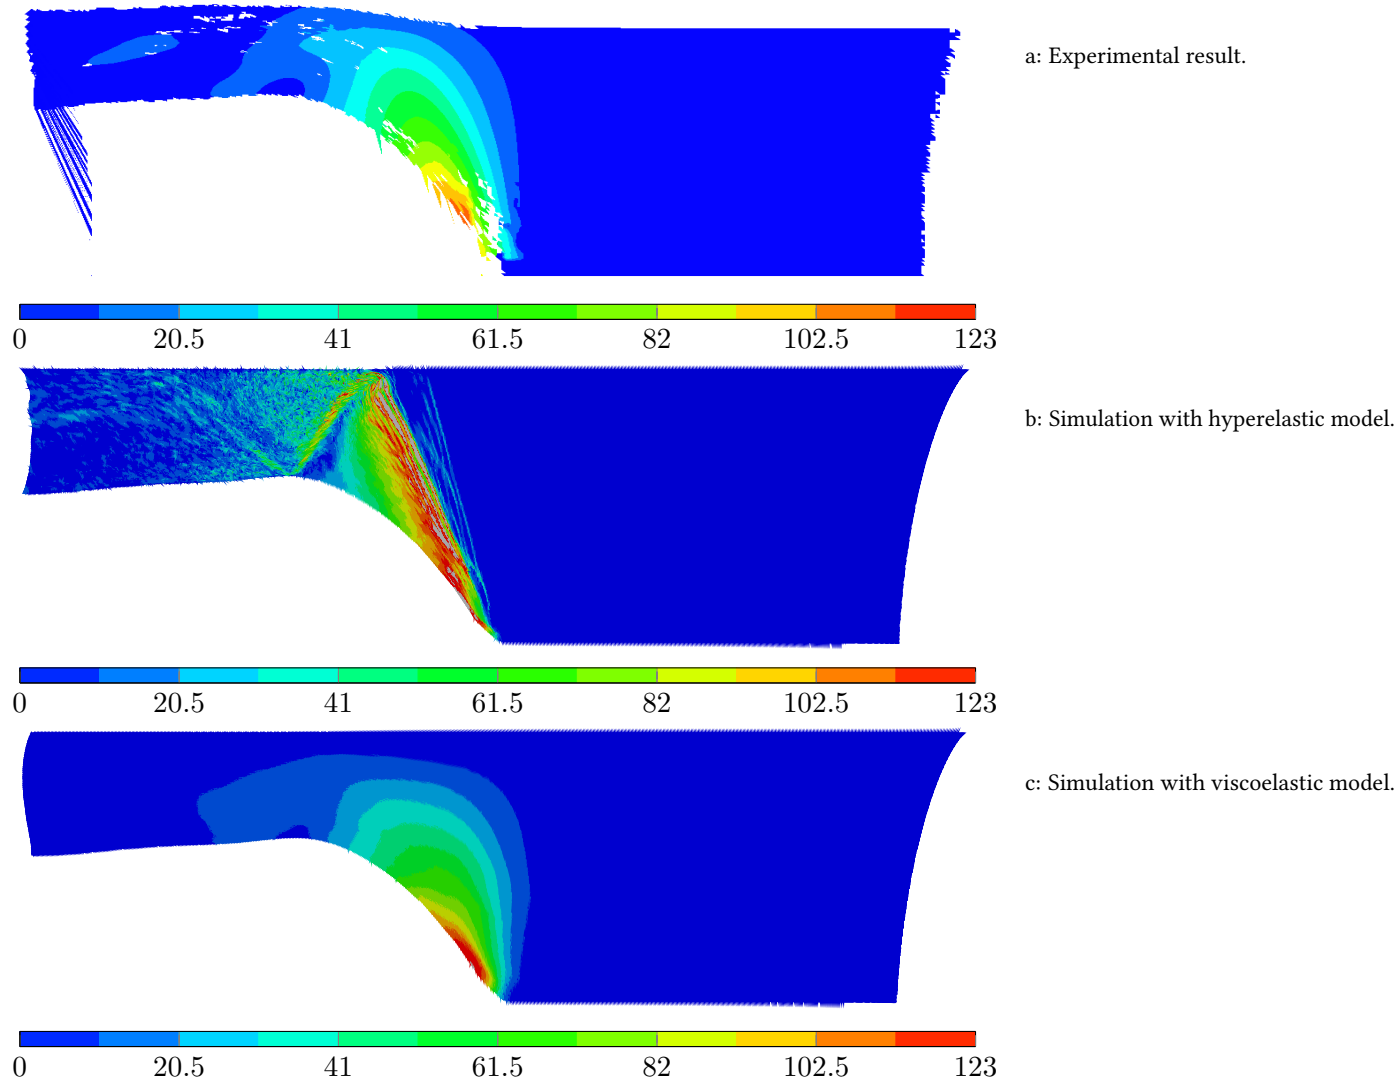 a: Experimental result.
0 20.5 41 61.5 82 102.5 123
b: Simulation with hyperelastic model.
0 20.5 41 61.5 82 102.5 123
c: Simulation with viscoelastic model.
0 20.5 41 61.5 82 102.5 123